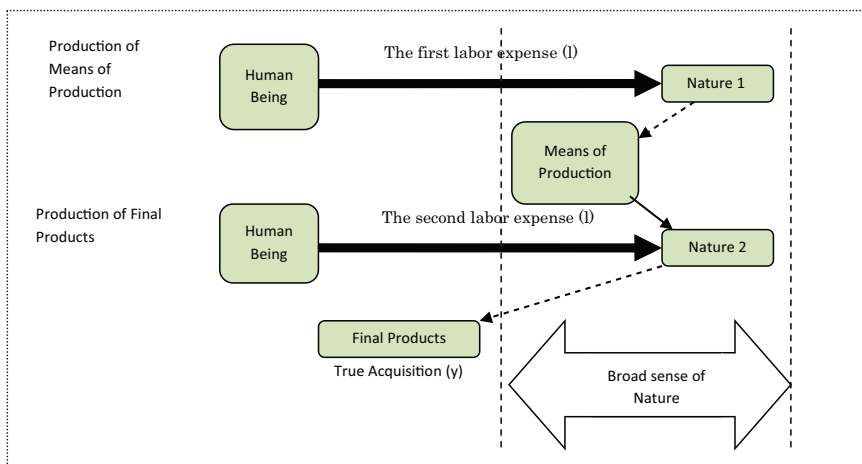 Production of
Means of
Production
Human
Being
The first labor expense (l)
Nature 1
Means of
Production
Production of Final
Products
Human
Being
The second labor expense (l)
Nature 2
Final Products
True Acquisition (y)
Broad sense of
Nature